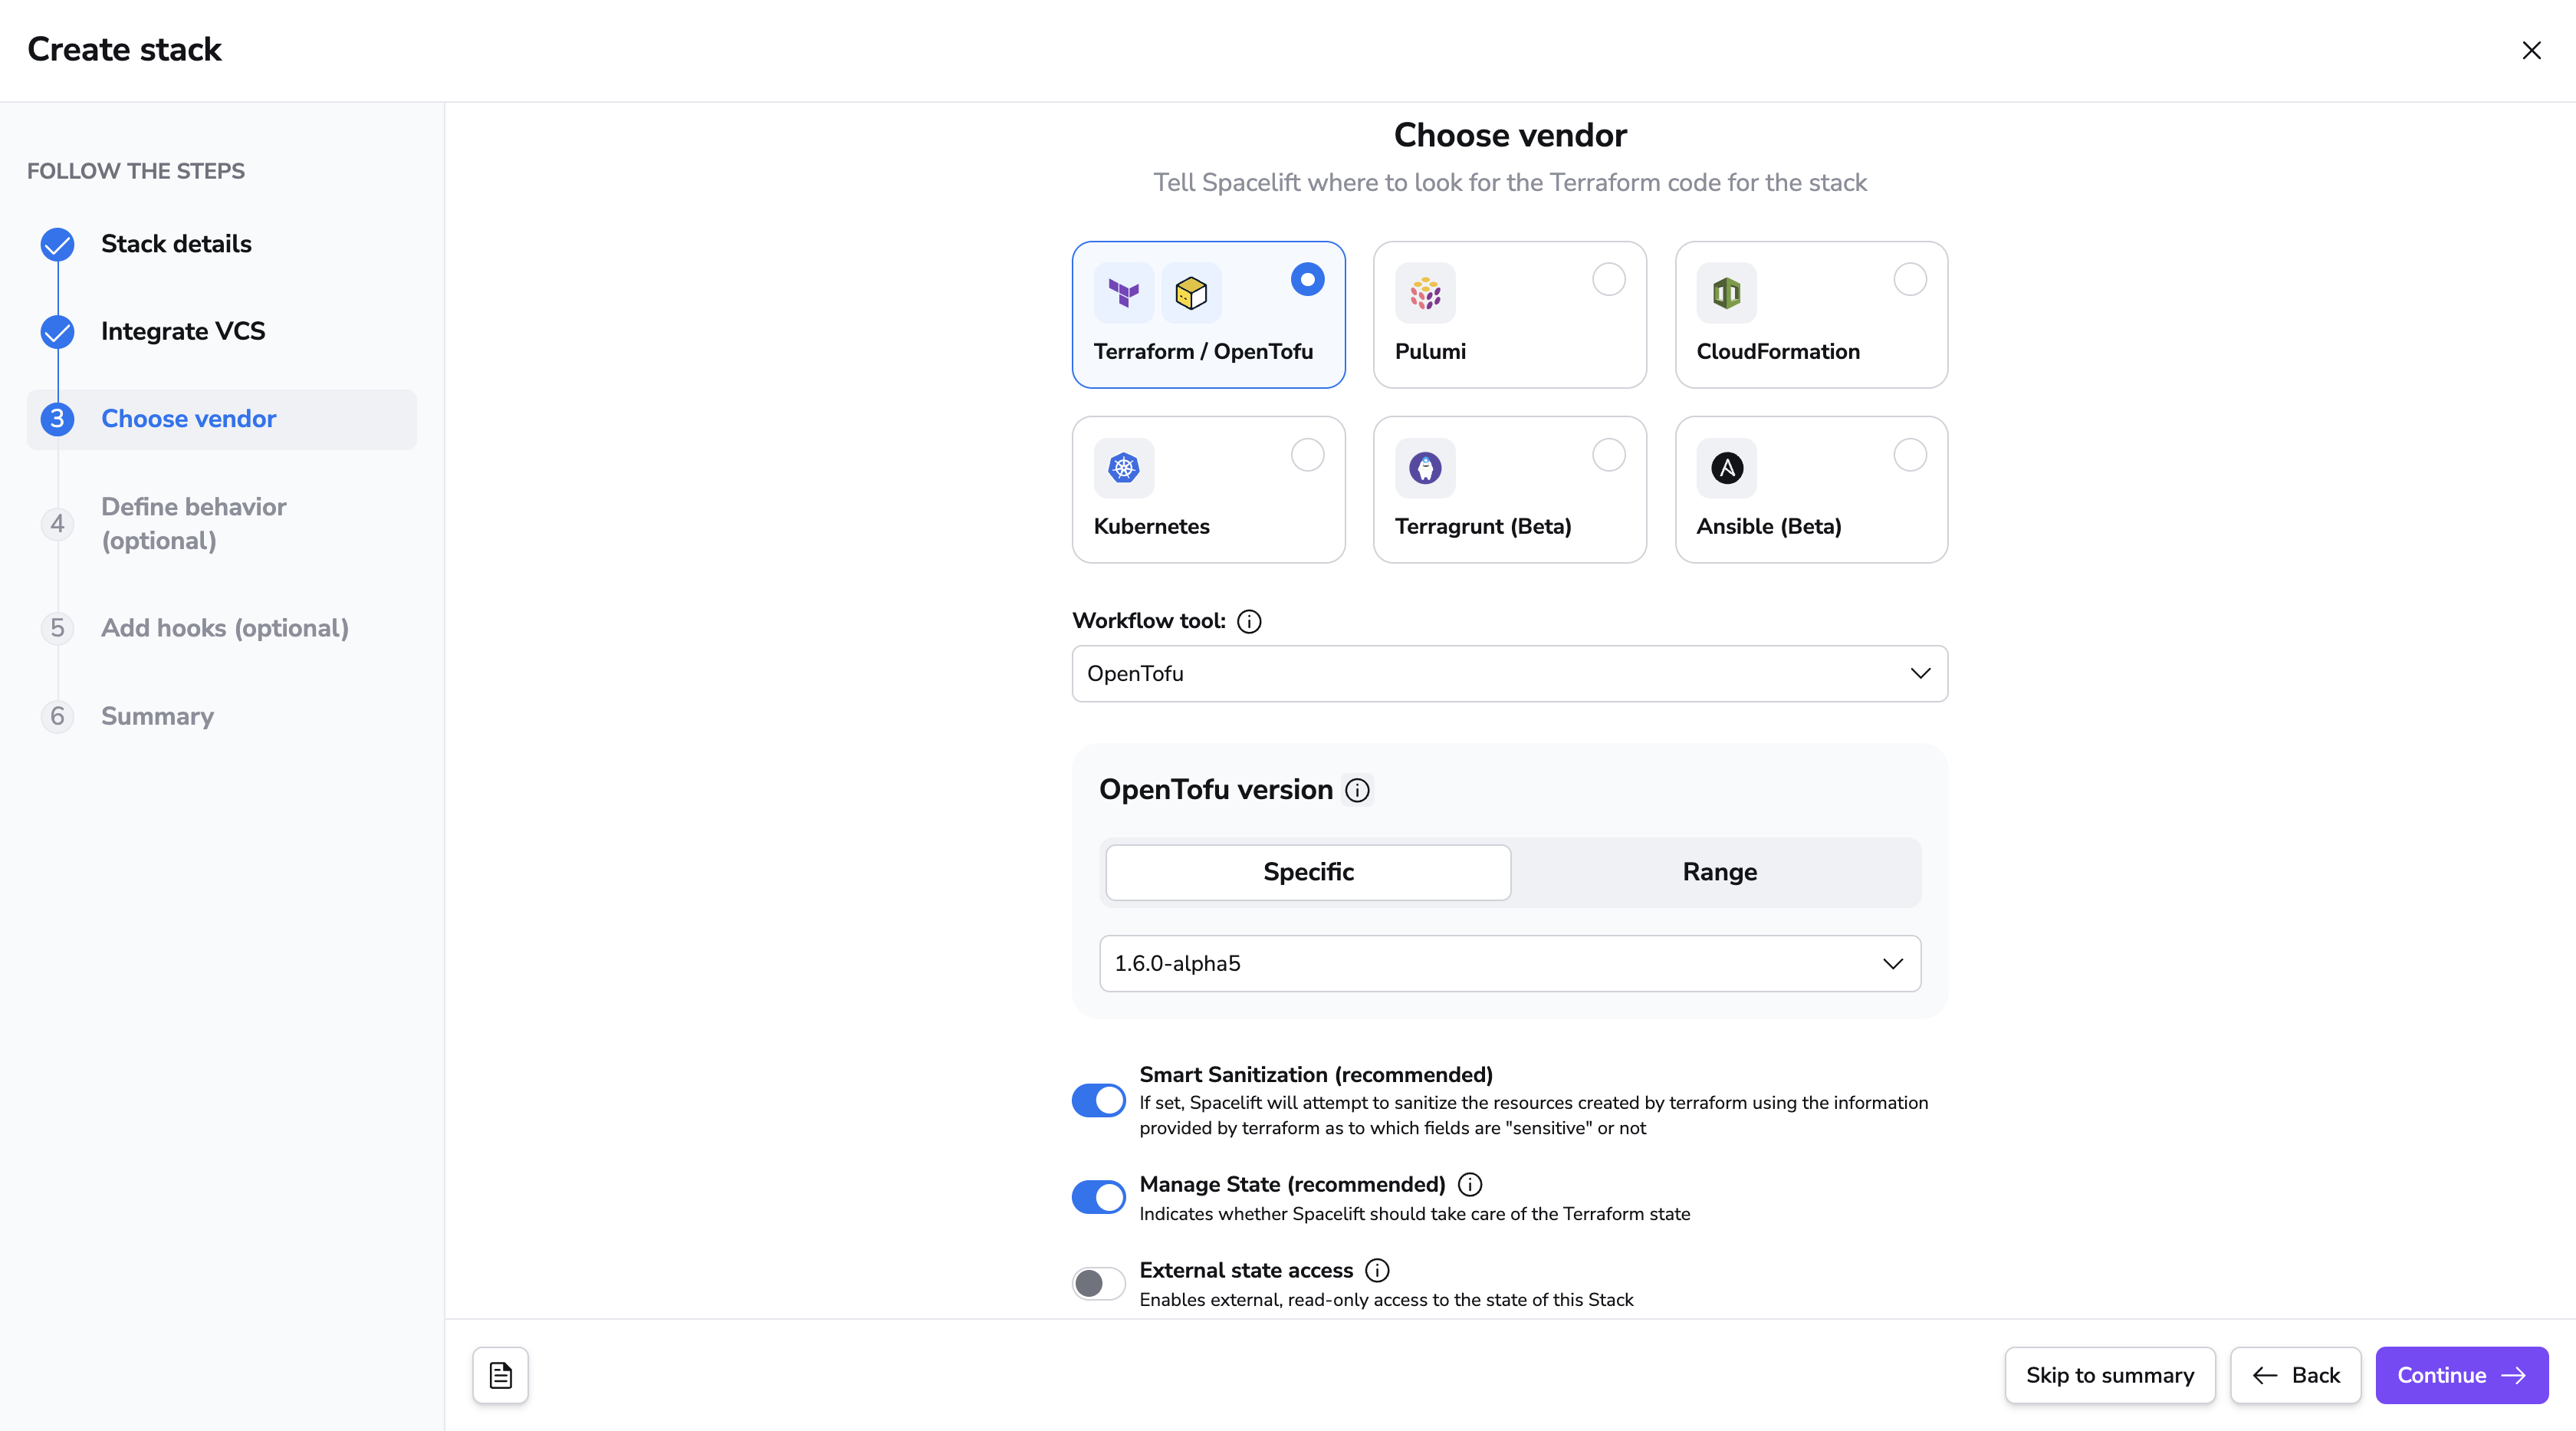 Create stack
FOLLOW THE STEPS
Stack details
Integrate VCS
3 Choose vendor
4 Define behavior
(optional)
5 Add hooks (optional)
6 Summary
Choose vendor
Tell Spacelift where to look for the Terraform code for the stack
Terraform / OpenTofu
Pulumi
CloudFormation
Kubernetes
Terragrunt (Beta)
Ansible (Beta)
Workflow tool:
OpenTofu
OpenTofu version
Specific
Range
1.6.0-alpha5
Smart Sanitization (recommended)
If set, Spacelift will attempt to sanitize the resources created by terraform using the information
provided by terraform as to which fields are "sensitive" or not
Manage State (recommended)
Indicates whether Spacelift should take care of the Terraform state
External state access
Enables external, read-only access to the state of this Stack
Skip to summary
Back
Continue